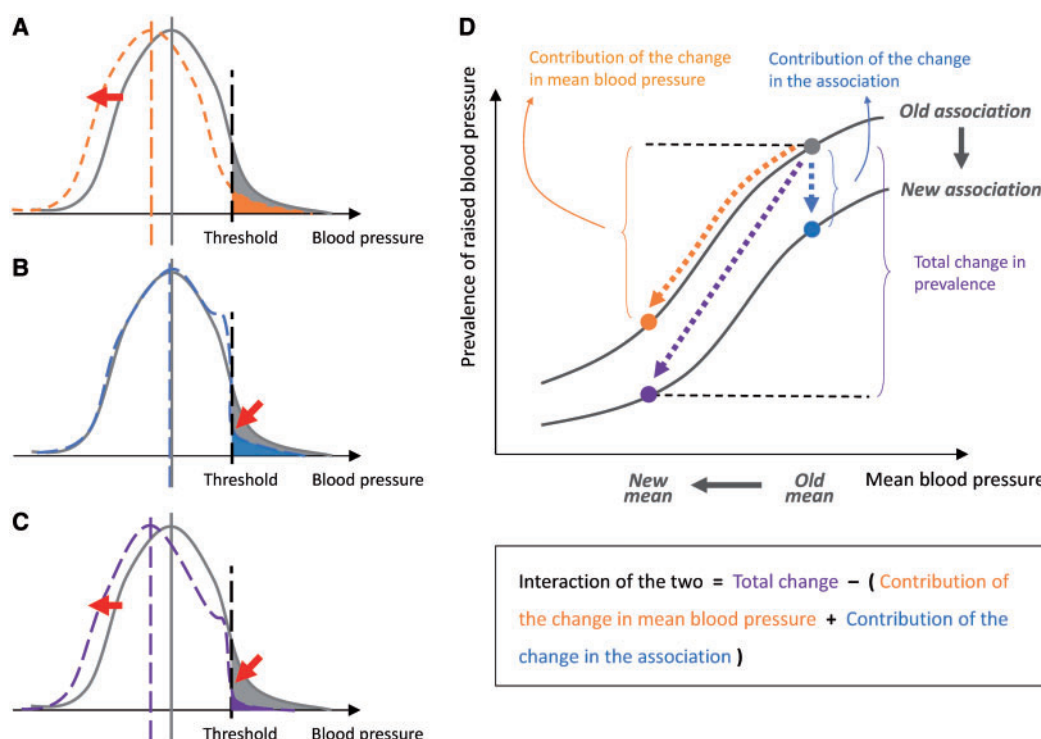 A
Threshold
Blood pressure
B
Threshold
Blood pressure
C
Threshold
Blood pressure
D
Contribution of the change
in mean blood pressure
Contribution of the change
in the association
Prevalence of raised blood pressure
Old association
New association
Total change in
prevalence
New
mean
Old
mean
Mean blood pressure
Interaction of the two = Total change – ( Contribution of
the change in mean blood pressure + Contribution of the
change in the association )